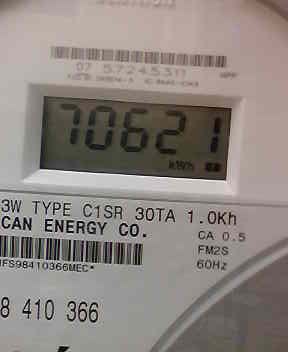 07 57245311
70621
kWh
3W TYPE C1SR 30TA 1.0Kh
CAN ENERGY CO.
CA 0.5
FM2S
60Hz
IFS98410366MEC*
8 410 366